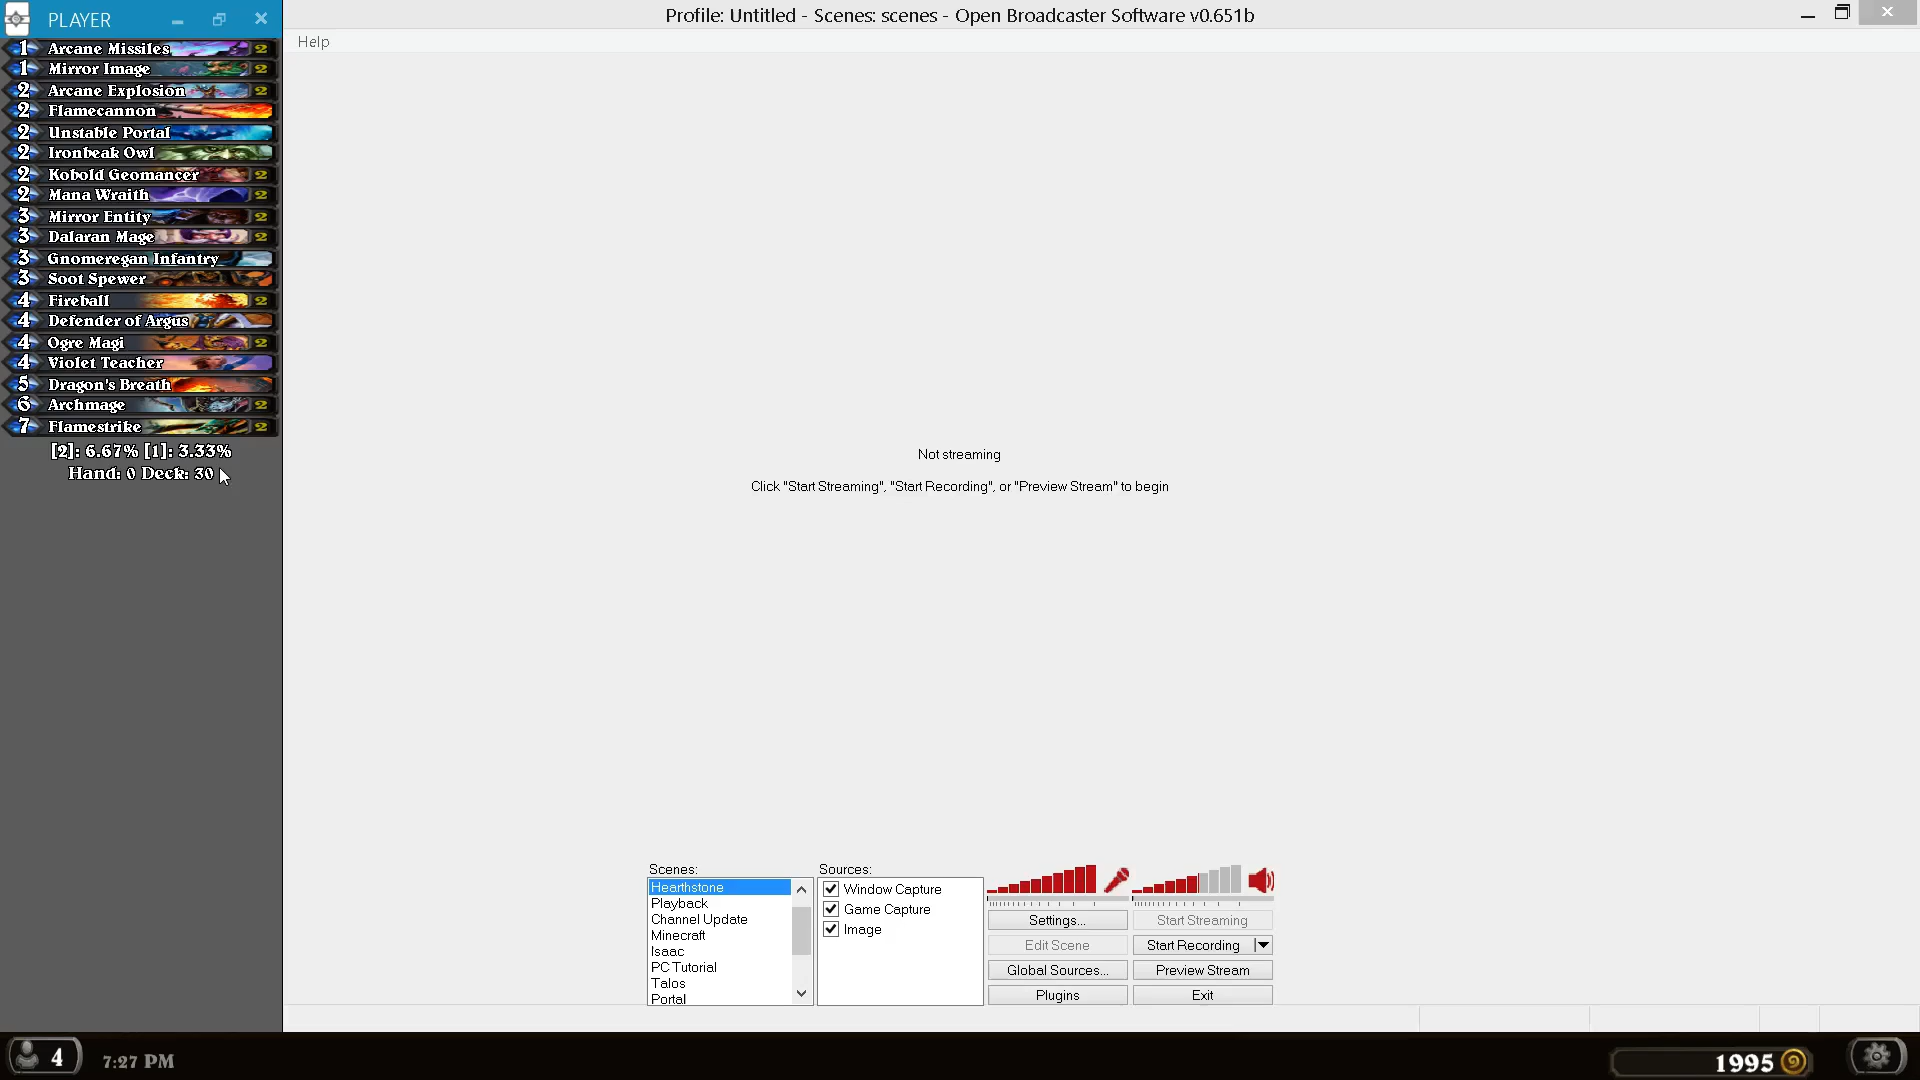 PLAYER
Profile: Untitled - Scenes: scenes - Open Broadcaster Software v0.651b
Help
1 Arcane Missiles 2
1 Mirror Image 2
2 Arcane Explosion 2
2 Flamecannon
2 Unstable Portal
2 Ironbeak Owl
2 Kobold Geomancer 2
2 Mana Wraith 2
3 Mirror Entity 2
3 Dalaran Mage 2
3 Gnomeregan Infantry
3 Soot Spewer
4 Fireball 2
4 Defender of Argus
4 Ogre Magi 2
4 Violet Teacher
5 Dragon's Breath
6 Archmage 2
7 Flamestrike 2
[2]: 6.67% [1]: 3.33%
Hand: 0 Deck: 30
Not streaming
Click "Start Streaming", "Start Recording", or "Preview Stream" to begin
Scenes:
Hearthstone
Playback
Channel Update
Minecraft
Isaac
PC Tutorial
Talos
Portal
Sources:
Window Capture
Game Capture
Image
Settings...
Start Streaming
Edit Scene
Start Recording
Global Sources...
Preview Stream
Plugins
Exit
4
7:27 PM
1995